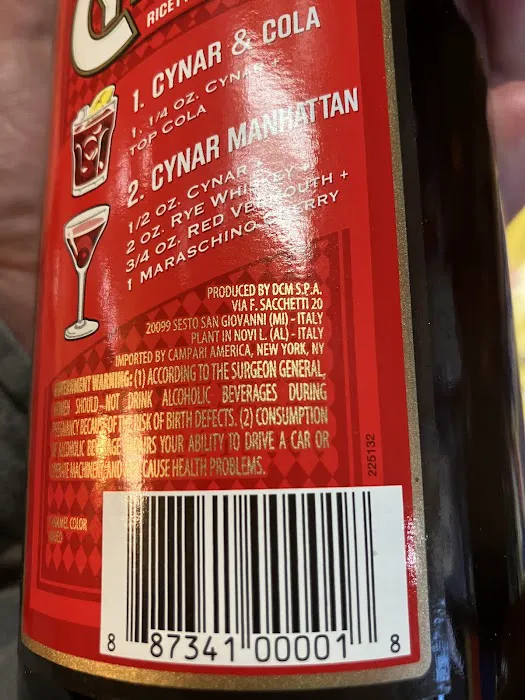 RICET
1. CYNAR & COLA
1. 1/4 OZ. CYNAR
TOP COLA
2. CYNAR MANHATTAN
1/2 OZ. CYNAR +
2 OZ. RYE WHISKEY +
3/4 OZ. RED VERMOUTH +
1 MARASCHINO CHERRY
PRODUCED BY DCM S.P.A.
VIA F. SACCHETTI 20
20099 SESTO SAN GIOVANNI (MI) - ITALY
PLANT IN NOVI L. (AL) - ITALY
IMPORTED BY CAMPARI AMERICA, NEW YORK, NY
GOVERNMENT WARNING: (1) ACCORDING TO THE SURGEON GENERAL,
WOMEN SHOULD NOT DRINK ALCOHOLIC BEVERAGES DURING
PREGNANCY BECAUSE OF THE RISK OF BIRTH DEFECTS. (2) CONSUMPTION
OF ALCOHOLIC BEVERAGES IMPAIRS YOUR ABILITY TO DRIVE A CAR OR
OPERATE MACHINERY, AND MAY CAUSE HEALTH PROBLEMS.
225132
CARAMEL COLOR
ADDED
8 87341 00001 8